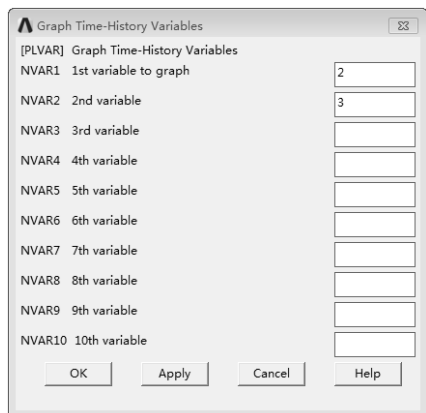 Graph Time-History Variables
[PLVAR] Graph Time-History Variables
NVAR1 1st variable to graph 2
NVAR2 2nd variable 3
NVAR3 3rd variable
NVAR4 4th variable
NVAR5 5th variable
NVAR6 6th variable
NVAR7 7th variable
NVAR8 8th variable
NVAR9 9th variable
NVAR10 10th variable
OK Apply Cancel Help